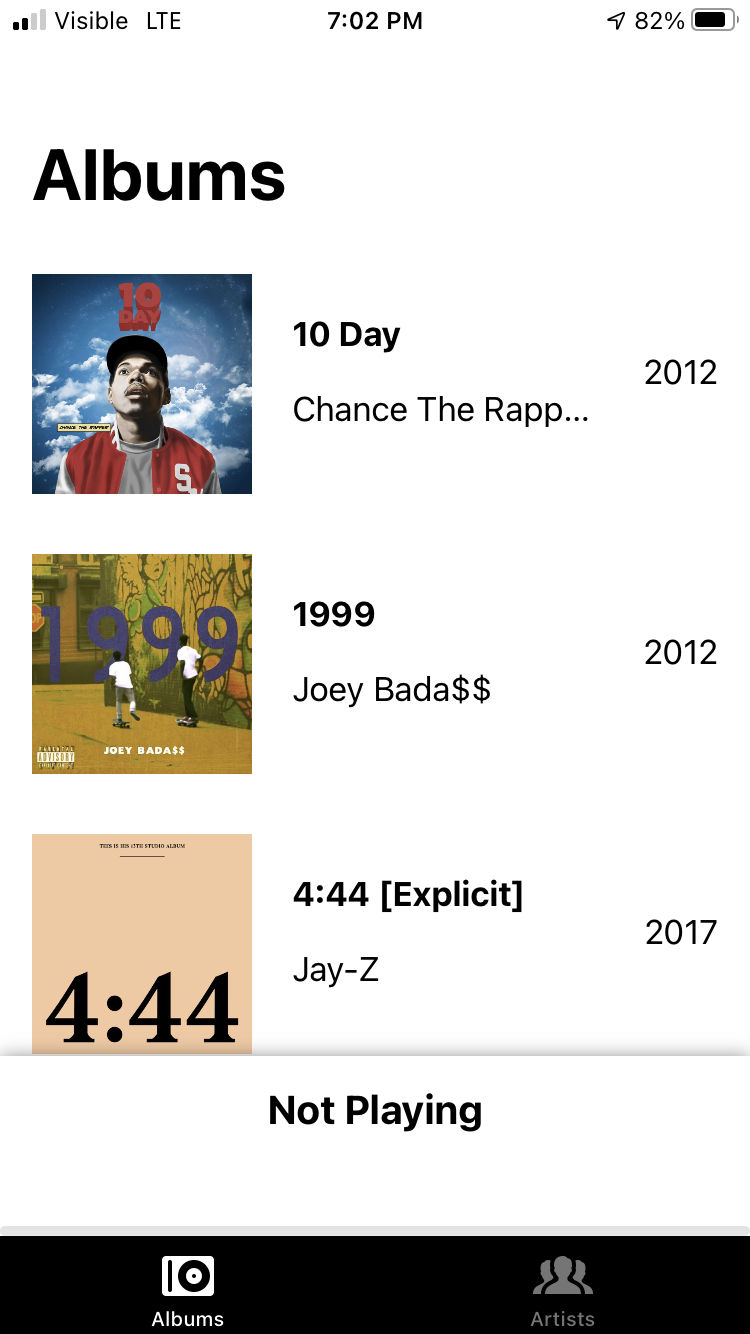 Visible LTE 7:02 PM 82%
Albums
10
DAY
CHANCE THE RAPPER
S
10 Day
Chance The Rapp...
2012
1999
JOEY BADA$$
PARENTAL
ADVISORY
1999
Joey Bada$$
2012
THIS IS HIS 13TH STUDIO ALBUM
4:44
4:44 [Explicit]
Jay-Z
2017
Not Playing
Albums
Artists